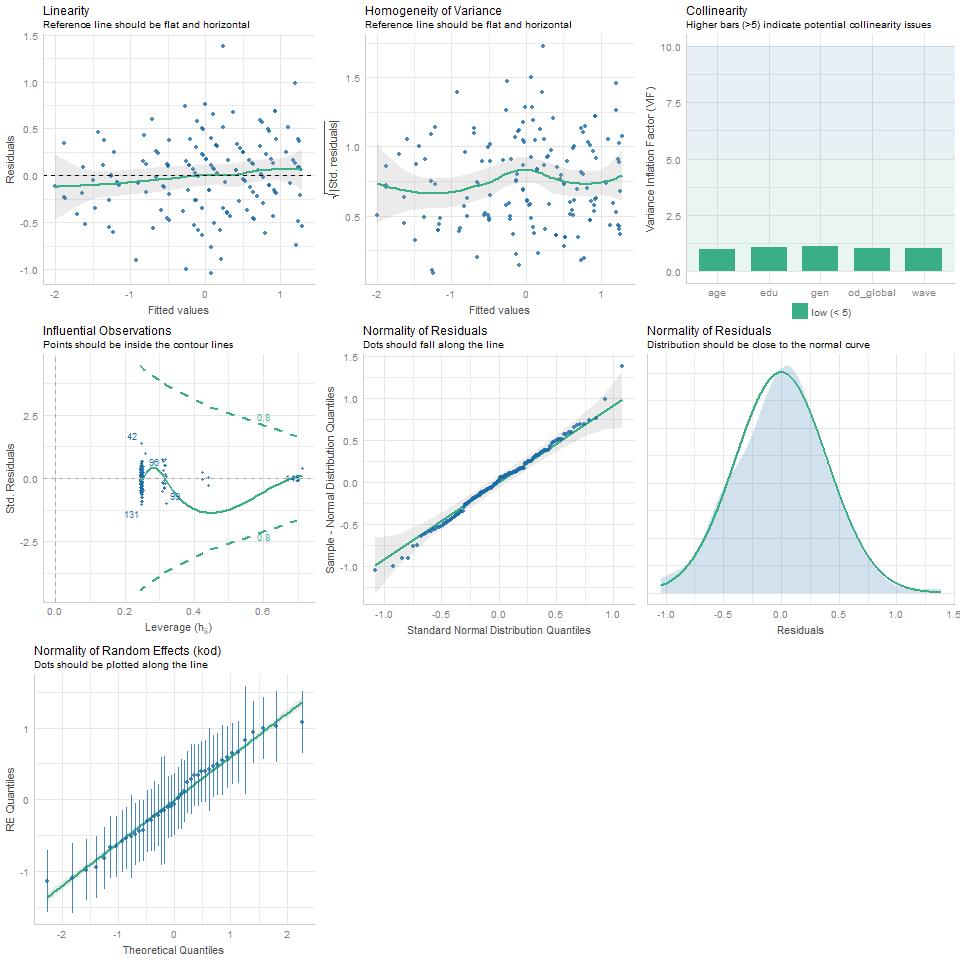 Linearity
Reference line should be flat and horizontal
1.5
1.0
0.5
0.0
-0.5
-1.0
Residuals
-2
-1
0
1
Fitted values
Homogeneity of Variance
Reference line should be flat and horizontal
1.5
1.0
0.5
√|Std. residuals|
-2
-1
0
1
Fitted values
Collinearity
Higher bars (>5) indicate potential collinearity issues
10.0
7.5
5.0
2.5
0.0
Variance Inflation Factor (VIF)
age
edu
gen
od_global
wave
low (< 5)
Influential Observations
Points should be inside the contour lines
2.5
0.0
-2.5
Std. Residuals
42
96
99
131
0.8
0.8
0.0
0.2
0.4
0.6
Leverage (hii)
Normality of Residuals
Dots should fall along the line
1.5
1.0
0.5
0.0
-0.5
-1.0
Sample - Normal Distribution Quantiles
-1.0
-0.5
0.0
0.5
1.0
Standard Normal Distribution Quantiles
Normality of Residuals
Distribution should be close to the normal curve
-1.0
-0.5
0.0
0.5
1.0
1.5
Residuals
Normality of Random Effects (kod)
Dots should be plotted along the line
1
0
-1
RE Quantiles
-2
-1
0
1
2
Theoretical Quantiles